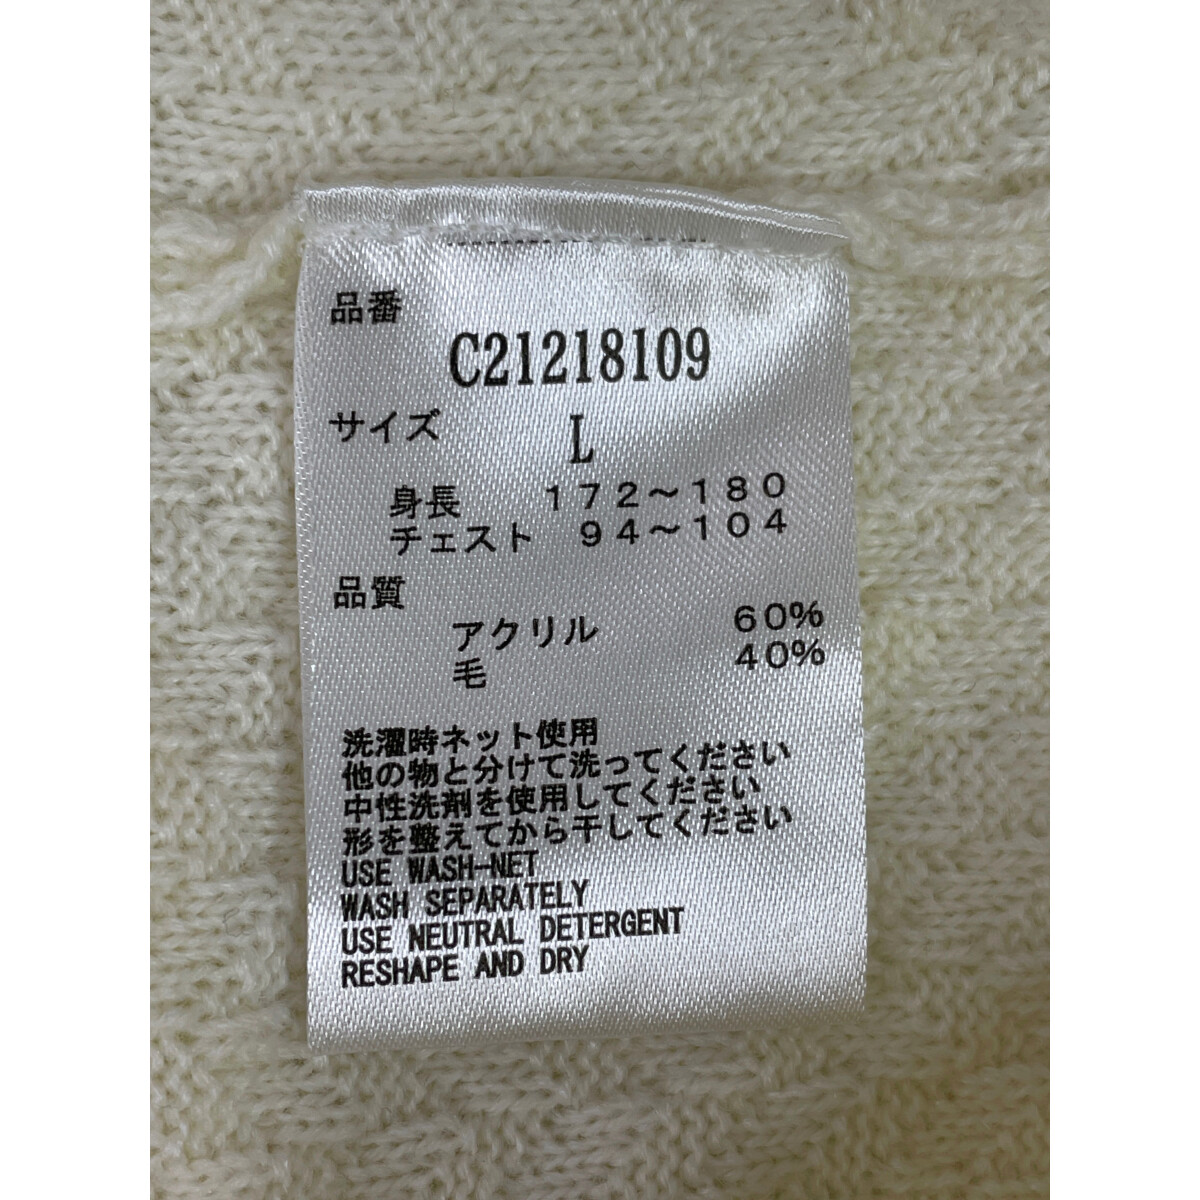 品番
C21218109
サイズ L
身長 172～180
チェスト 94～104
品質
アクリル 60%
毛 40%
洗濯時ネット使用
他の物と分けて洗ってください
中性洗剤を使用してください
形を整えてから干してください
USE WASH-NET
WASH SEPARATELY
USE NEUTRAL DETERGENT
RESHAPE AND DRY